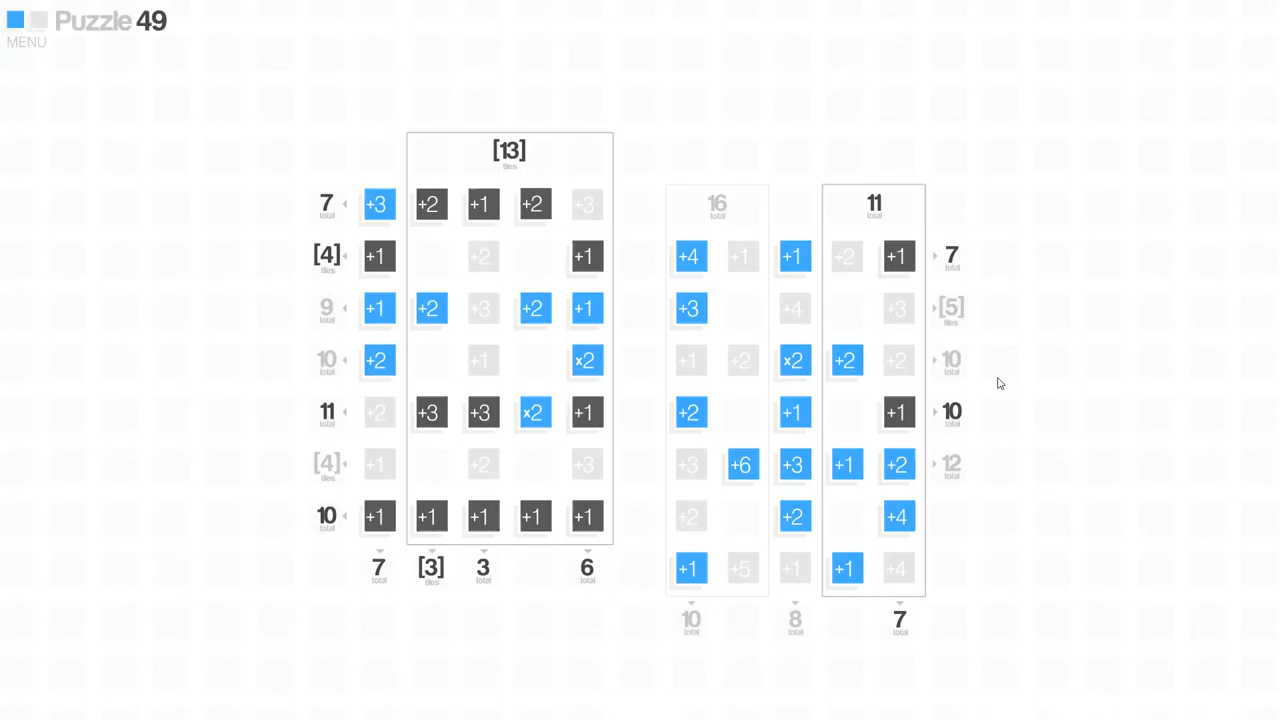 Puzzle 49
MENU
[13]
tiles
7
total
+3
+2
+1
+2
+3
16
total
11
total
[4]
tiles
+1
+2
+1
+4
+1
+1
+2
+1
7
total
9
total
+1
+2
+3
+2
+1
+3
+4
+3
[5]
tiles
10
total
+2
+1
x2
+1
+2
x2
+2
+2
10
total
11
total
+2
+3
+3
x2
+1
+2
+1
+1
10
total
[4]
tiles
+1
+2
+3
+3
+6
+3
+1
+2
12
total
10
total
+1
+1
+1
+1
+1
+2
+2
+4
7
total
[3]
tiles
3
total
6
total
+1
+5
+1
+1
+4
10
total
8
total
7
total